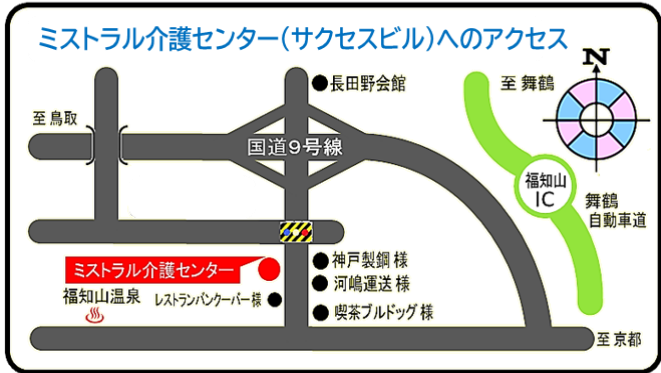 ミストラル介護センター(サクセスビル)へのアクセス
N
長田野会館
至 舞鶴
至 鳥取
国道9号線
福知山
IC
舞鶴
自動車道
ミストラル介護センター
神戸製鋼 様
河嶋運送 様
福知山温泉
レストランバンクーバー様
喫茶ブルドッグ 様
至 京都